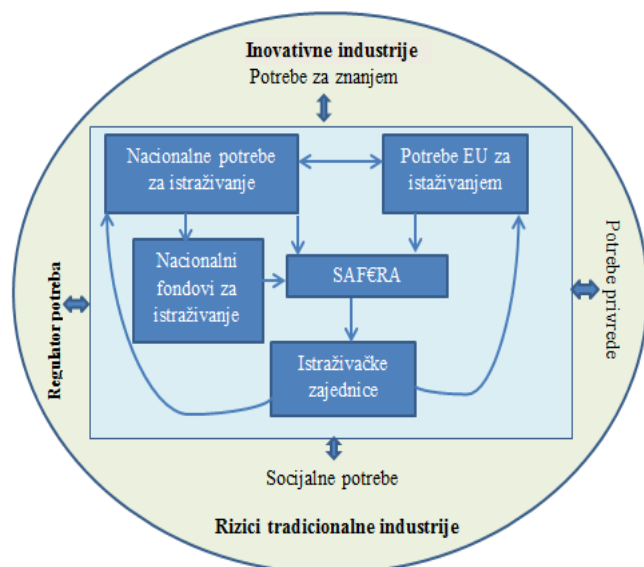 Inovativne industrije
Potrebe za znanjem
Nacionalne potrebe
za istraživanje
Potrebe EU za
istaživanjem
Nacionalni
fondovi za
istraživanje
SAF€RA
Istraživačke
zajednice
Regulator potreba
Potrebe privrede
Socijalne potrebe
Rizici tradicionalne industrije